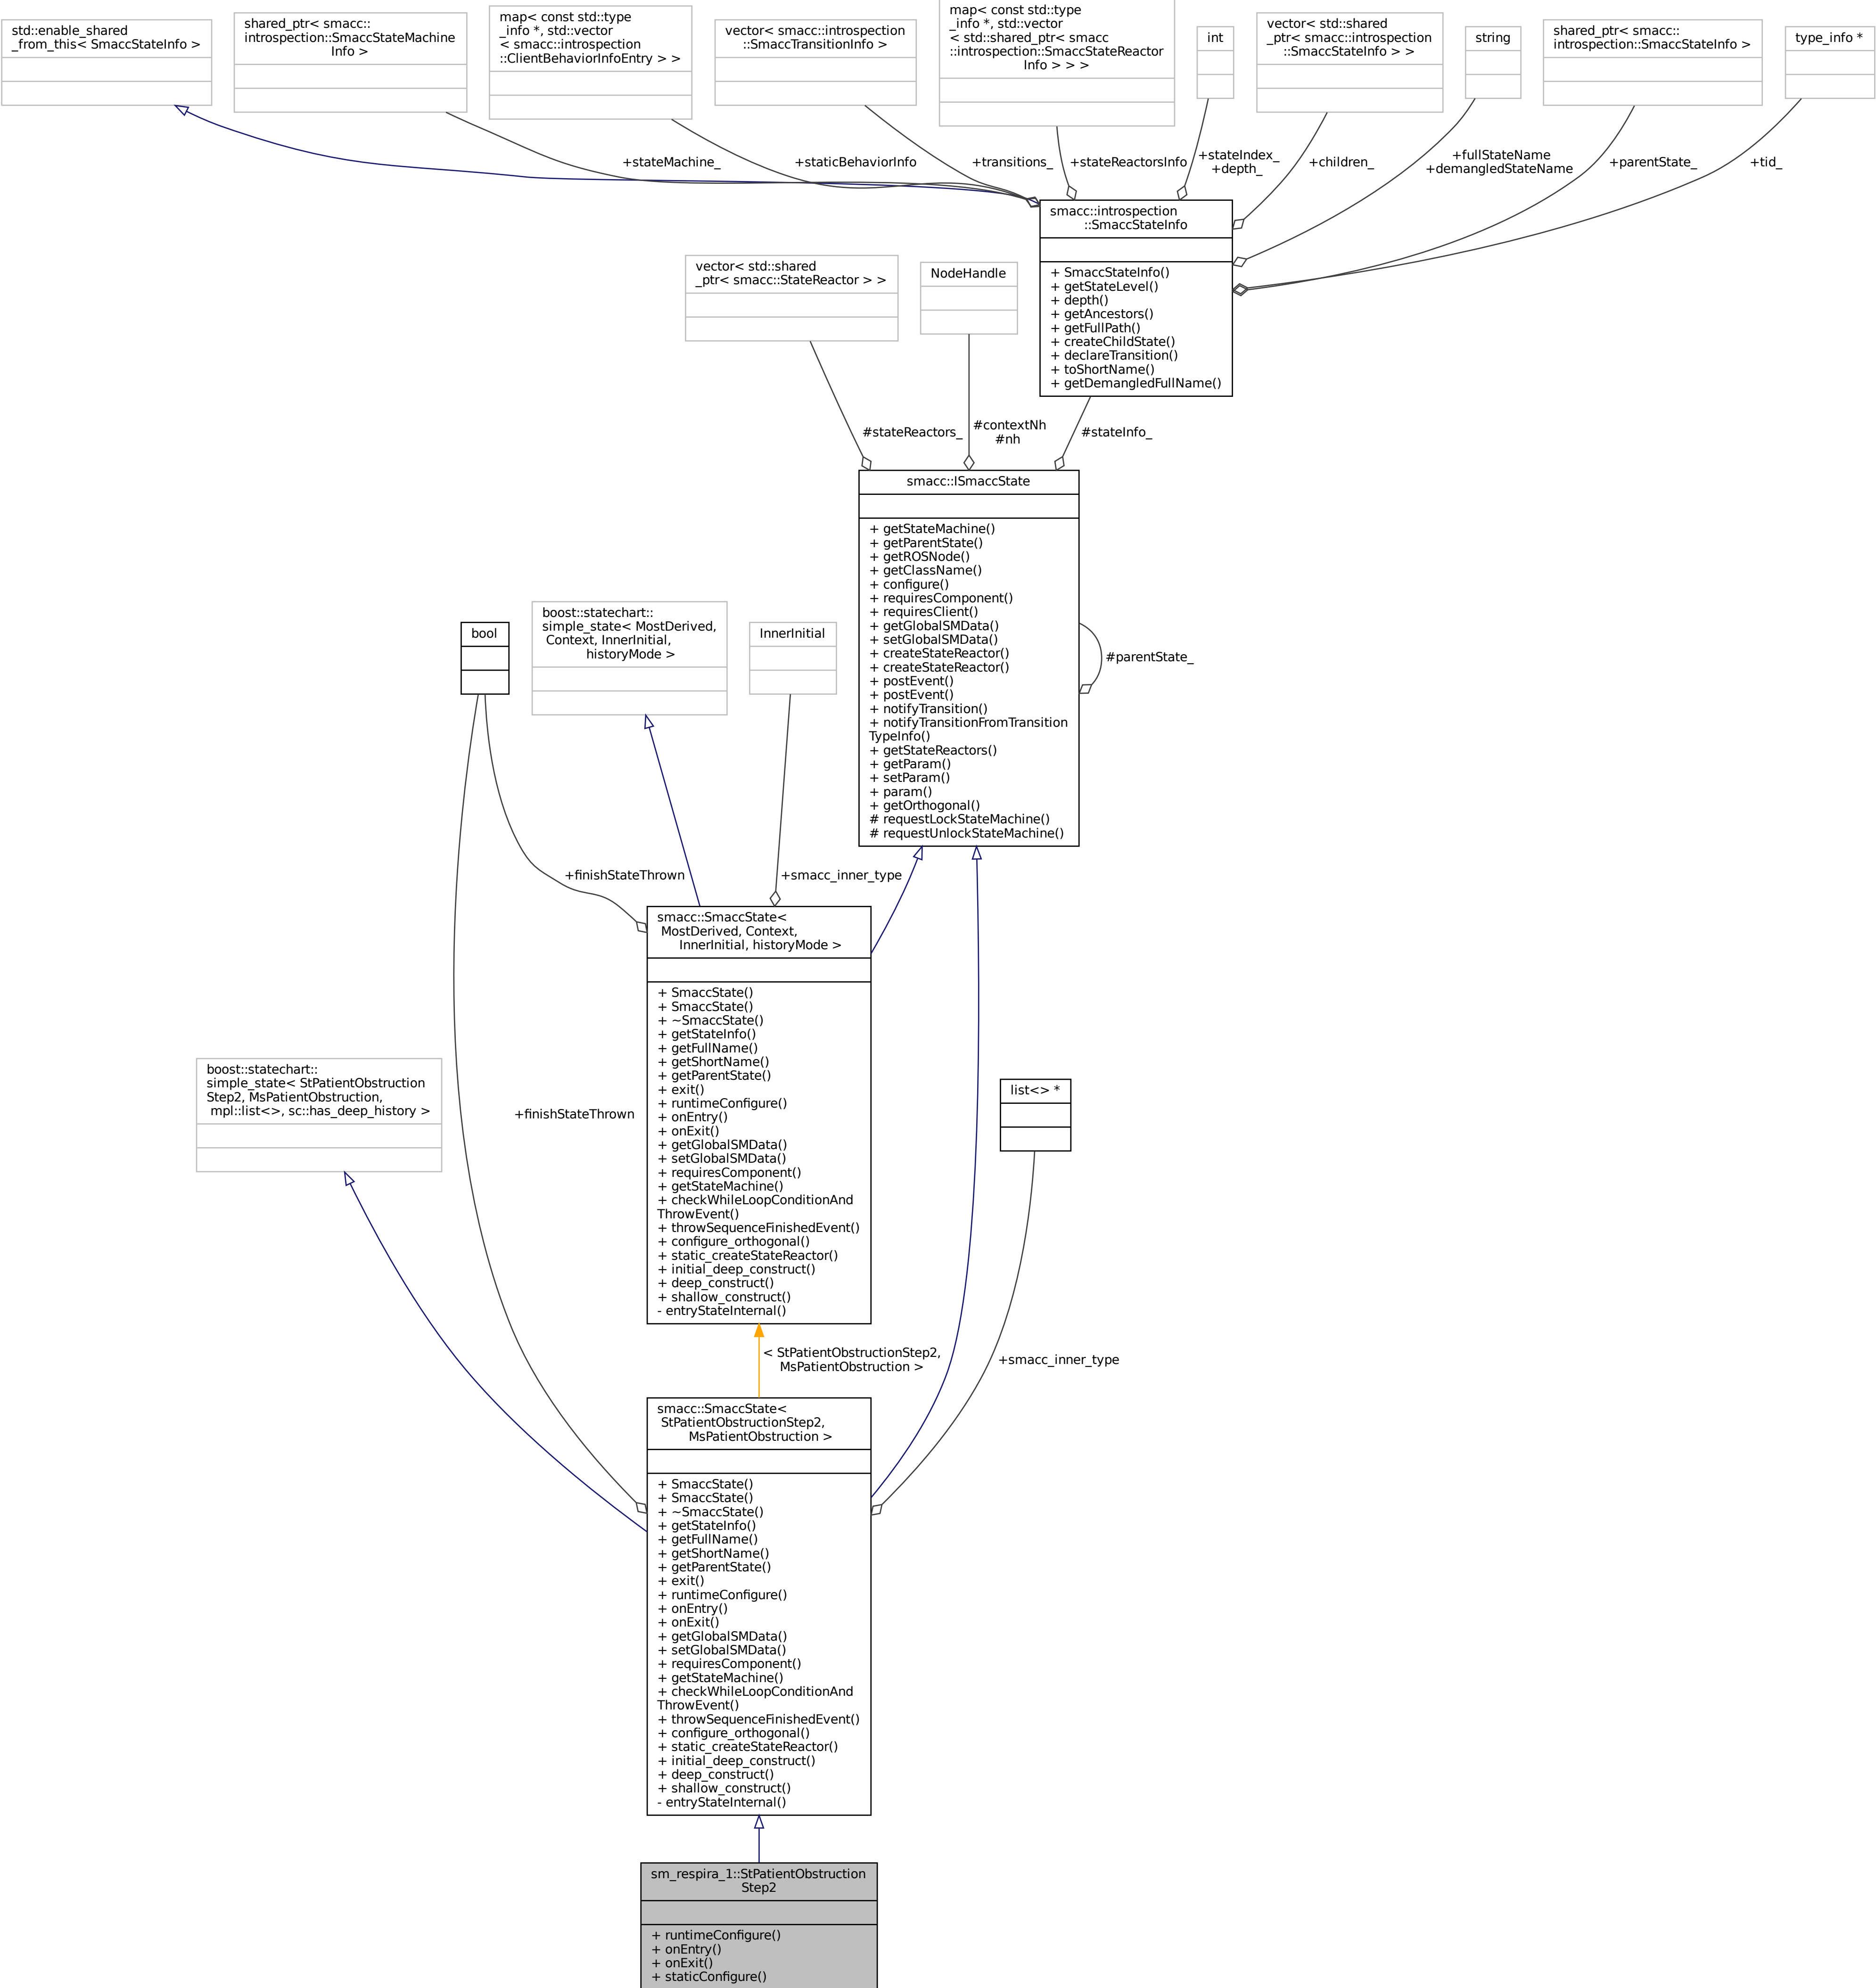 std::enable_shared
_from_this< SmaccStateInfo >
shared_ptr< smacc::
introspection::SmaccStateMachine
Info >
map< const std::type
_info *, std::vector
< smacc::introspection
::ClientBehaviorInfoEntry > >
vector< smacc::introspection
::SmaccTransitionInfo >
map< const std::type
_info *, std::vector
< std::shared_ptr< smacc
::introspection::SmaccStateReactor
Info > > >
int
vector< std::shared
_ptr< smacc::introspection
::SmaccStateInfo > >
string
shared_ptr< smacc::
introspection::SmaccStateInfo >
type_info *
+stateMachine_
+staticBehaviorInfo
+transitions_
+stateReactorsInfo
+stateIndex_
+depth_
+children_
+fullStateName
+demangledStateName
+parentState_
+tid_
smacc::introspection
::SmaccStateInfo
+ SmaccStateInfo()
+ getStateLevel()
+ depth()
+ getAncestors()
+ getFullPath()
+ createChildState()
+ declareTransition()
+ toShortName()
+ getDemangledFullName()
vector< std::shared
_ptr< smacc::StateReactor > >
NodeHandle
#stateReactors_
#contextNh
#nh
#stateInfo_
smacc::ISmaccState
+ getStateMachine()
+ getParentState()
+ getROSNode()
+ getClassName()
+ configure()
+ requiresComponent()
+ requiresClient()
+ getGlobalSMData()
+ setGlobalSMData()
+ createStateReactor()
+ createStateReactor()
+ postEvent()
+ postEvent()
+ notifyTransition()
+ notifyTransitionFromTransition
TypeInfo()
+ getStateReactors()
+ getParam()
+ setParam()
+ param()
+ getOrthogonal()
# requestLockStateMachine()
# requestUnlockStateMachine()
#parentState_
bool
boost::statechart::
simple_state< MostDerived,
Context, InnerInitial,
historyMode >
InnerInitial
+finishStateThrown
+smacc_inner_type
smacc::SmaccState<
MostDerived, Context,
InnerInitial, historyMode >
+ SmaccState()
+ SmaccState()
+ ~SmaccState()
+ getStateInfo()
+ getFullName()
+ getShortName()
+ getParentState()
+ exit()
+ runtimeConfigure()
+ onEntry()
+ onExit()
+ getGlobalSMData()
+ setGlobalSMData()
+ requiresComponent()
+ getStateMachine()
+ checkWhileLoopConditionAnd
ThrowEvent()
+ throwSequenceFinishedEvent()
+ configure_orthogonal()
+ static_createStateReactor()
+ initial_deep_construct()
+ deep_construct()
+ shallow_construct()
- entryStateInternal()
boost::statechart::
simple_state< StPatientObstruction
Step2, MsPatientObstruction,
mpl::list<>, sc::has_deep_history >
+finishStateThrown
list<> *
< StPatientObstructionStep2,
MsPatientObstruction >
+smacc_inner_type
smacc::SmaccState<
StPatientObstructionStep2,
MsPatientObstruction >
+ SmaccState()
+ SmaccState()
+ ~SmaccState()
+ getStateInfo()
+ getFullName()
+ getShortName()
+ getParentState()
+ exit()
+ runtimeConfigure()
+ onEntry()
+ onExit()
+ getGlobalSMData()
+ setGlobalSMData()
+ requiresComponent()
+ getStateMachine()
+ checkWhileLoopConditionAnd
ThrowEvent()
+ throwSequenceFinishedEvent()
+ configure_orthogonal()
+ static_createStateReactor()
+ initial_deep_construct()
+ deep_construct()
+ shallow_construct()
- entryStateInternal()
sm_respira_1::StPatientObstruction
Step2
+ runtimeConfigure()
+ onEntry()
+ onExit()
+ staticConfigure()